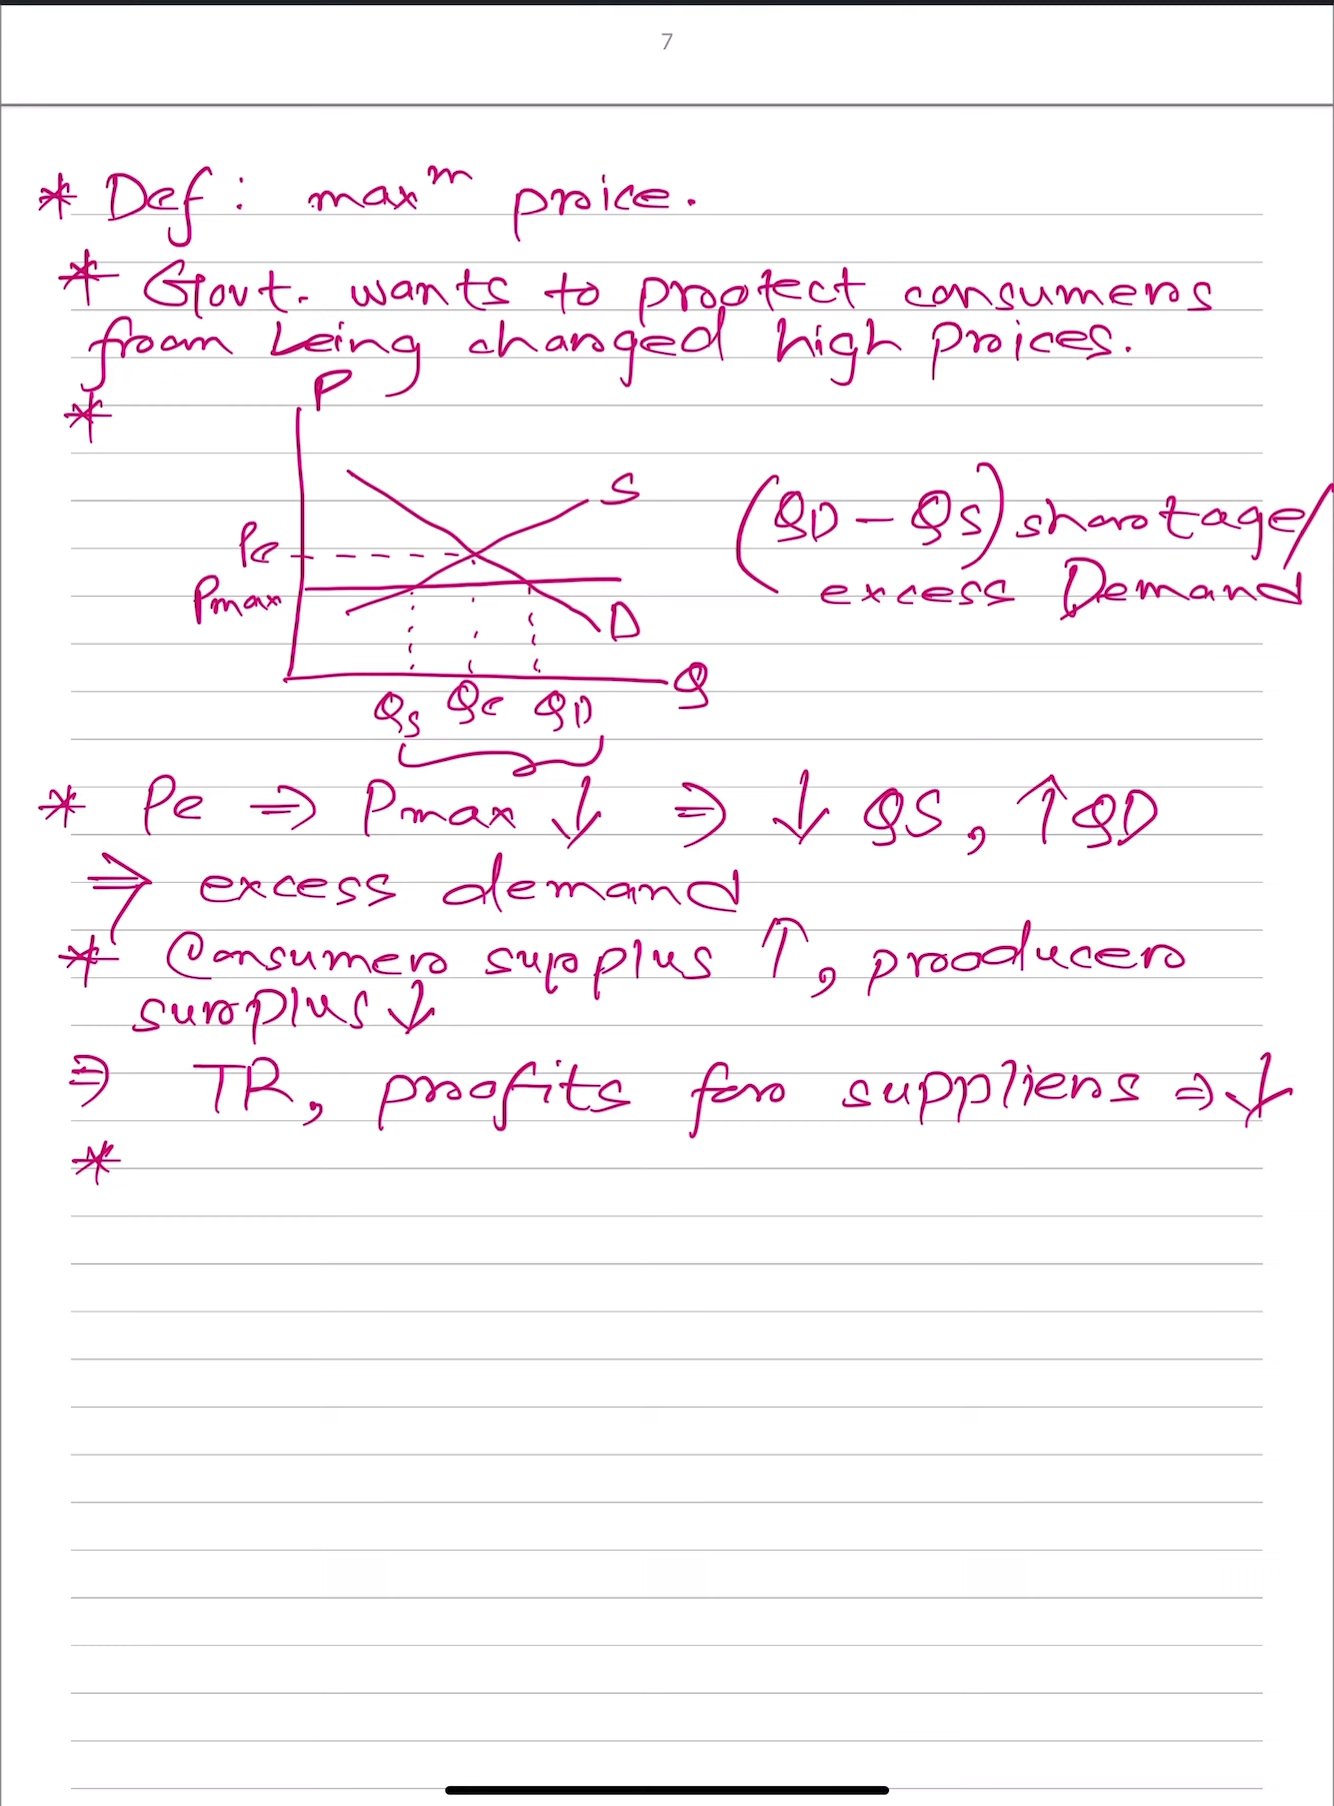 7
* Def : maxᵐ price.
* Govt. wants to protect consumers
from being charged high prices.
*
P
S
Pe
Pmax
D
Q
Qs Qe QD
(QD - QS) shortage/
excess Demand
* Pe ⇒ Pmax ↓ ⇒ ↓ QS, ↑ QD
⇒ excess demand
* Consumer supplus ↑, producer
surplus ↓
⇒ TR, profits for suppliers ⇒ ↓
*